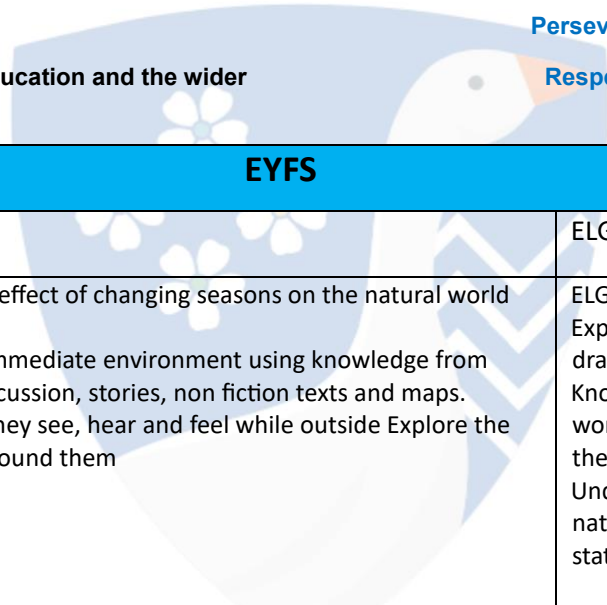 Persev
ucation and the wider
Respe
EYFS
ELG
effect of changing seasons on the natural world
mmediate environment using knowledge from
cussion, stories, non fiction texts and maps.
hey see, hear and feel while outside Explore the
ound them
ELG
Exp
dra
Kno
wor
the
Und
nat
stat